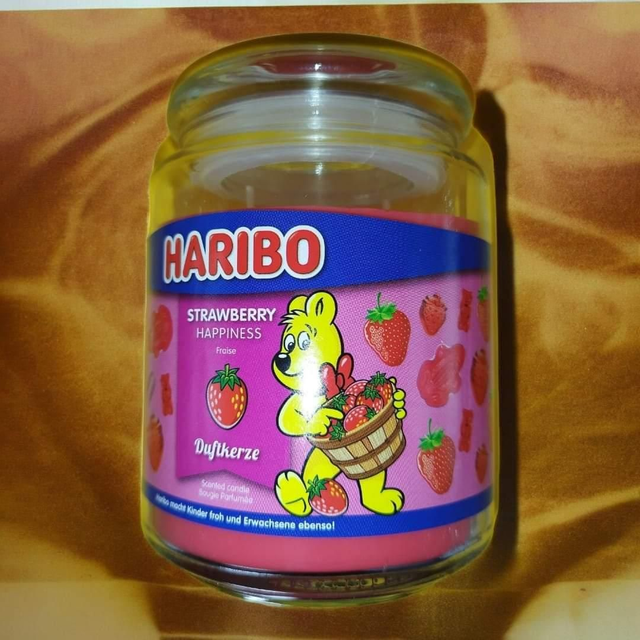 HARIBO
STRAWBERRY
HAPPINESS
Fraise
Duftkerze
Scented candle
Bougie Parfumée
Haribo macht Kinder froh und Erwachsene ebenso!